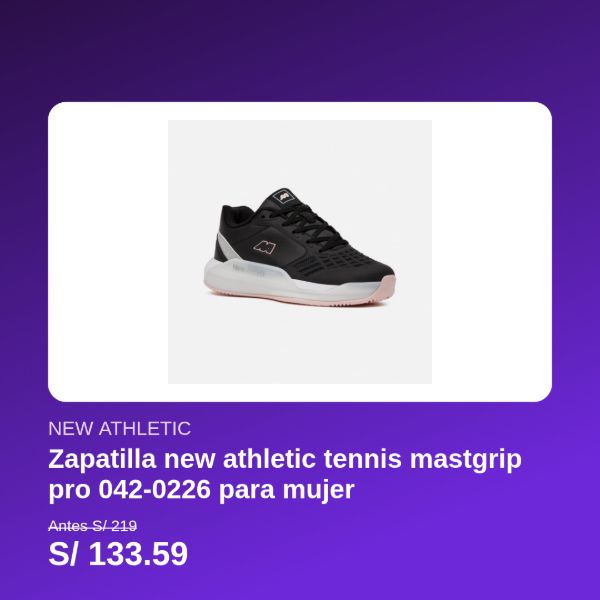 NEW ATHLETIC
Zapatilla new athletic tennis mastgrip
pro 042-0226 para mujer
Antes S/ 219
S/ 133.59